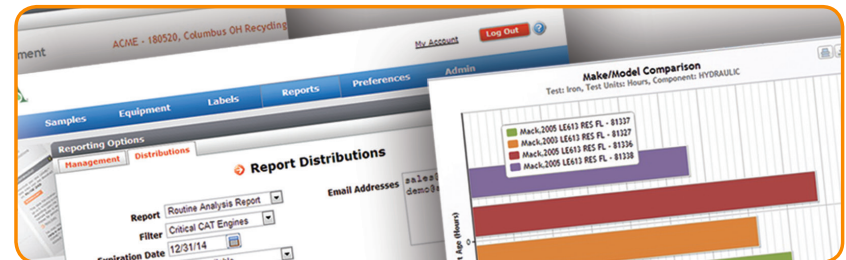 ment
ACME - 180520, Columbus OH Recycling
My Account
Log Out
?
Samples Equipment Labels Reports Preferences Admin
Reporting Options
Management Distributions
Report Distributions
Report Routine Analysis Report
Filter Critical CAT Engines
Expiration Date 12/31/14
Email Addresses
sales@
demo@
Make/Model Comparison
Test: Iron, Test Units: Hours, Component: HYDRAULIC
Mack,2005 LE613 RES FL - 81337
Mack,2003 LE613 RES FL - 81327
Mack,2005 LE613 RES FL - 81336
Mack,2005 LE613 RES FL - 81338
Age (Hours)
0